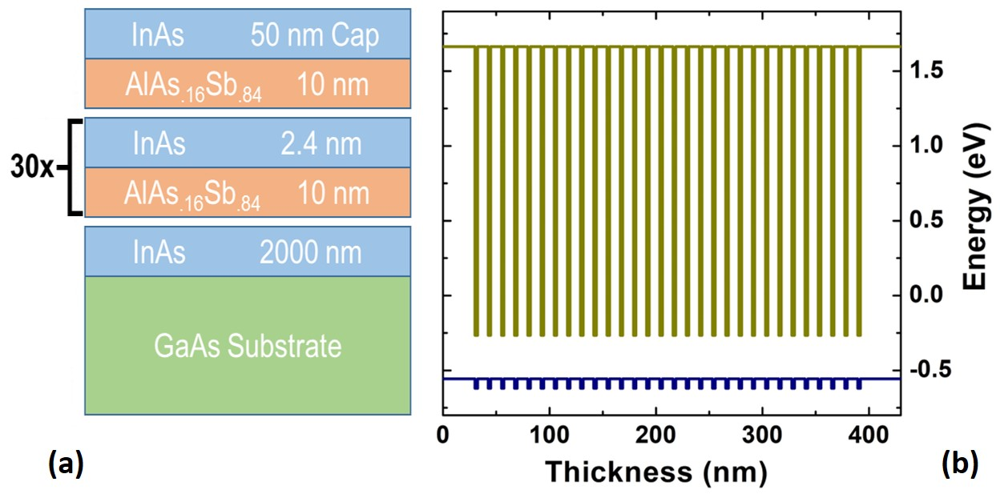 InAs 50 nm Cap
AlAs.16Sb.84 10 nm
30x
InAs 2.4 nm
AlAs.16Sb.84 10 nm
InAs 2000 nm
GaAs Substrate
(a)
1.5
1.0
0.5
0.0
-0.5
Energy (eV)
0 100 200 300 400
Thickness (nm)
(b)